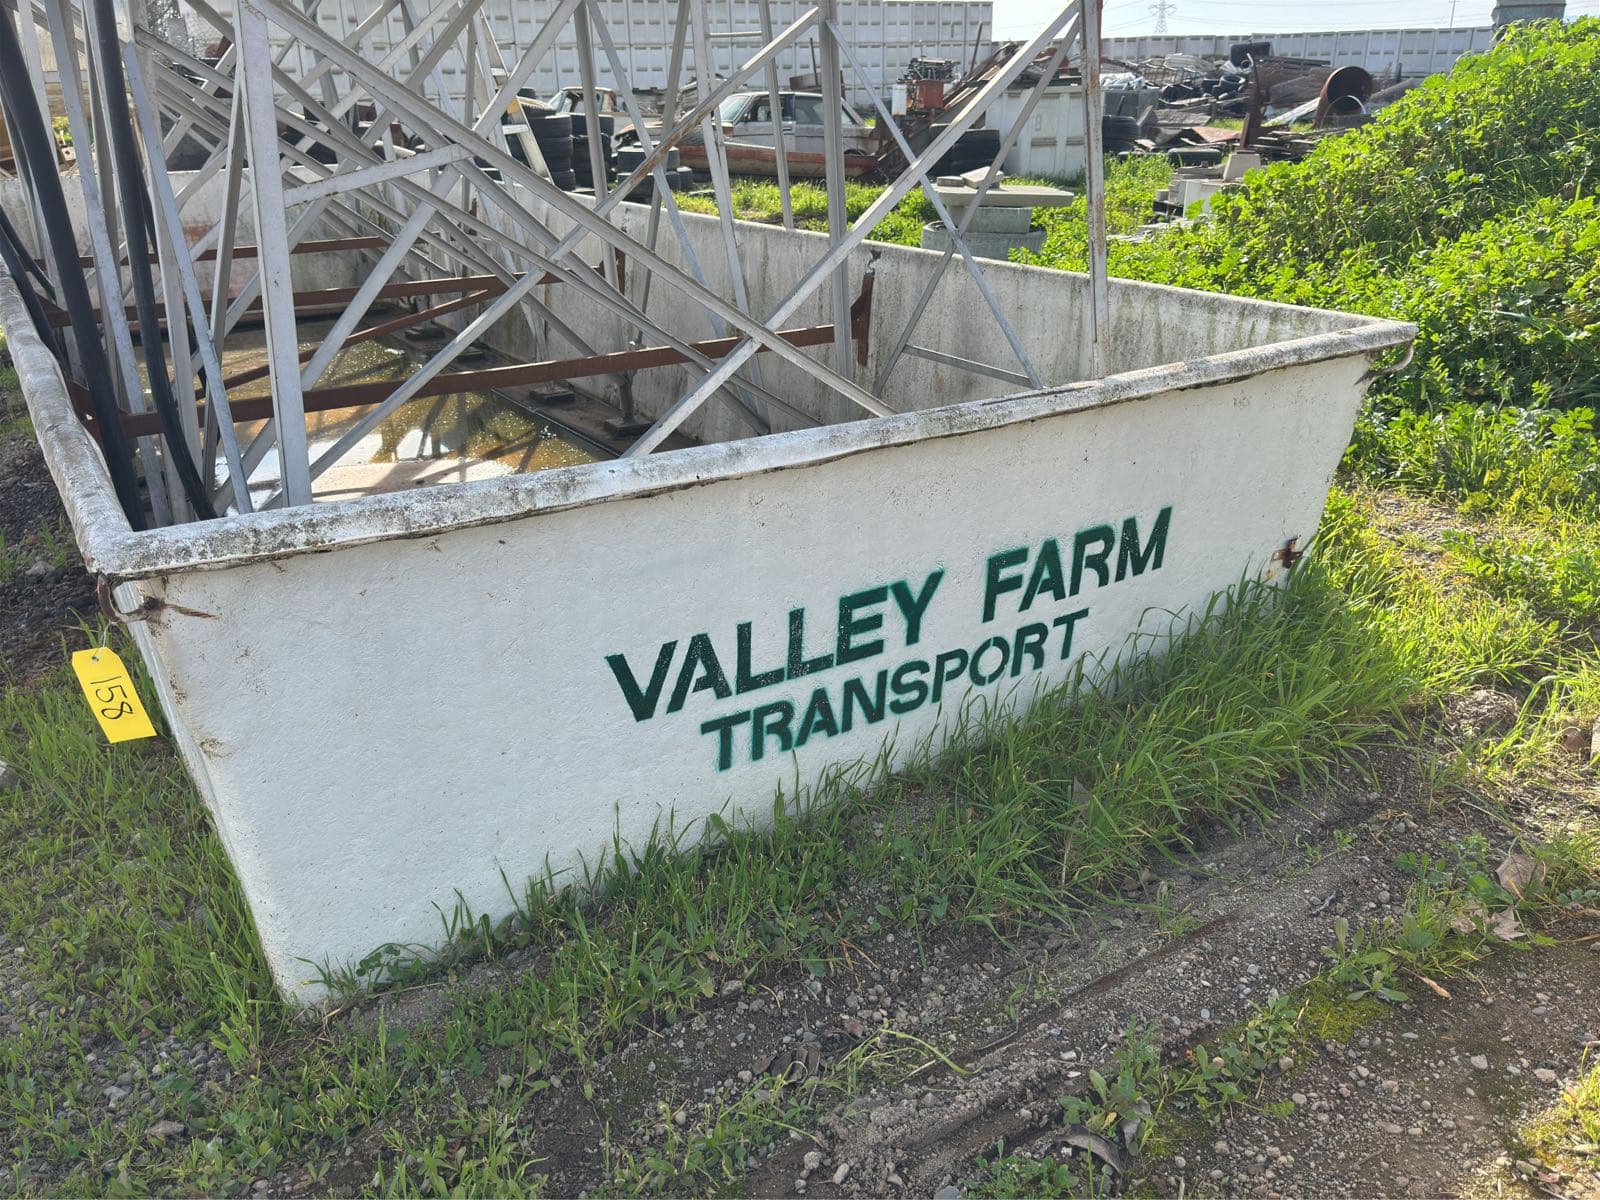 VALLEY FARM
TRANSPORT
158